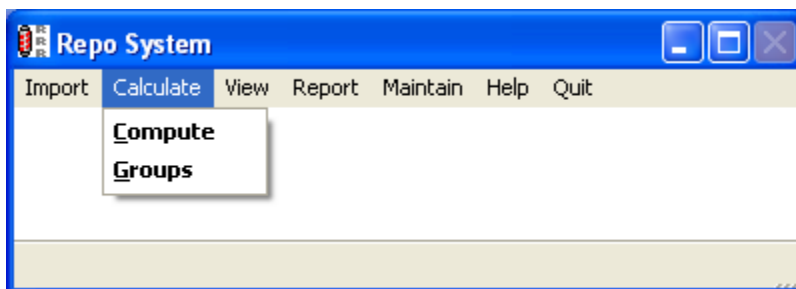 Repo System
Import Calculate View Report Maintain Help Quit
Compute
Groups